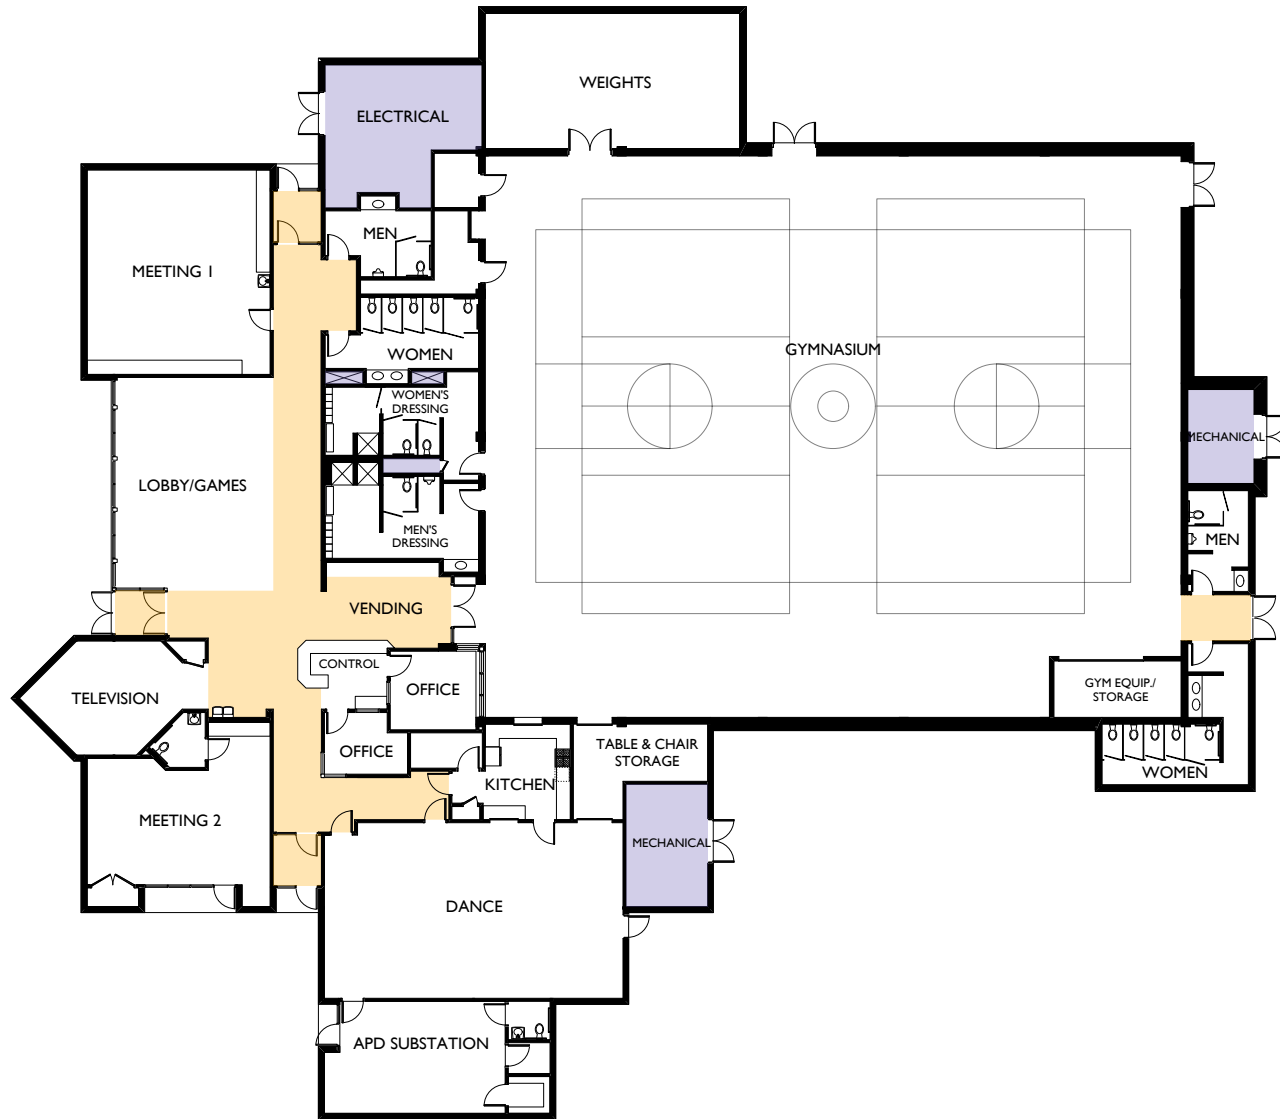 WEIGHTS
ELECTRICAL
MEN
MEETING 1
GYMNASIUM
WOMEN
WOMEN'S
DRESSING
MECHANICAL
LOBBY/GAMES
MEN'S
DRESSING
MEN
VENDING
CONTROL
TELEVISION
OFFICE
GYM EQUIP./
STORAGE
OFFICE
TABLE & CHAIR
STORAGE
KITCHEN
WOMEN
MEETING 2
MECHANICAL
DANCE
APD SUBSTATION